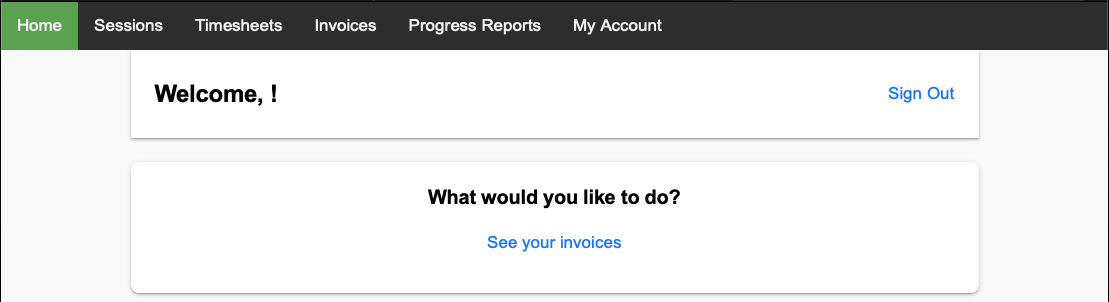 Home Sessions Timesheets Invoices Progress Reports My Account
Welcome, ! Sign Out
What would you like to do?
See your invoices